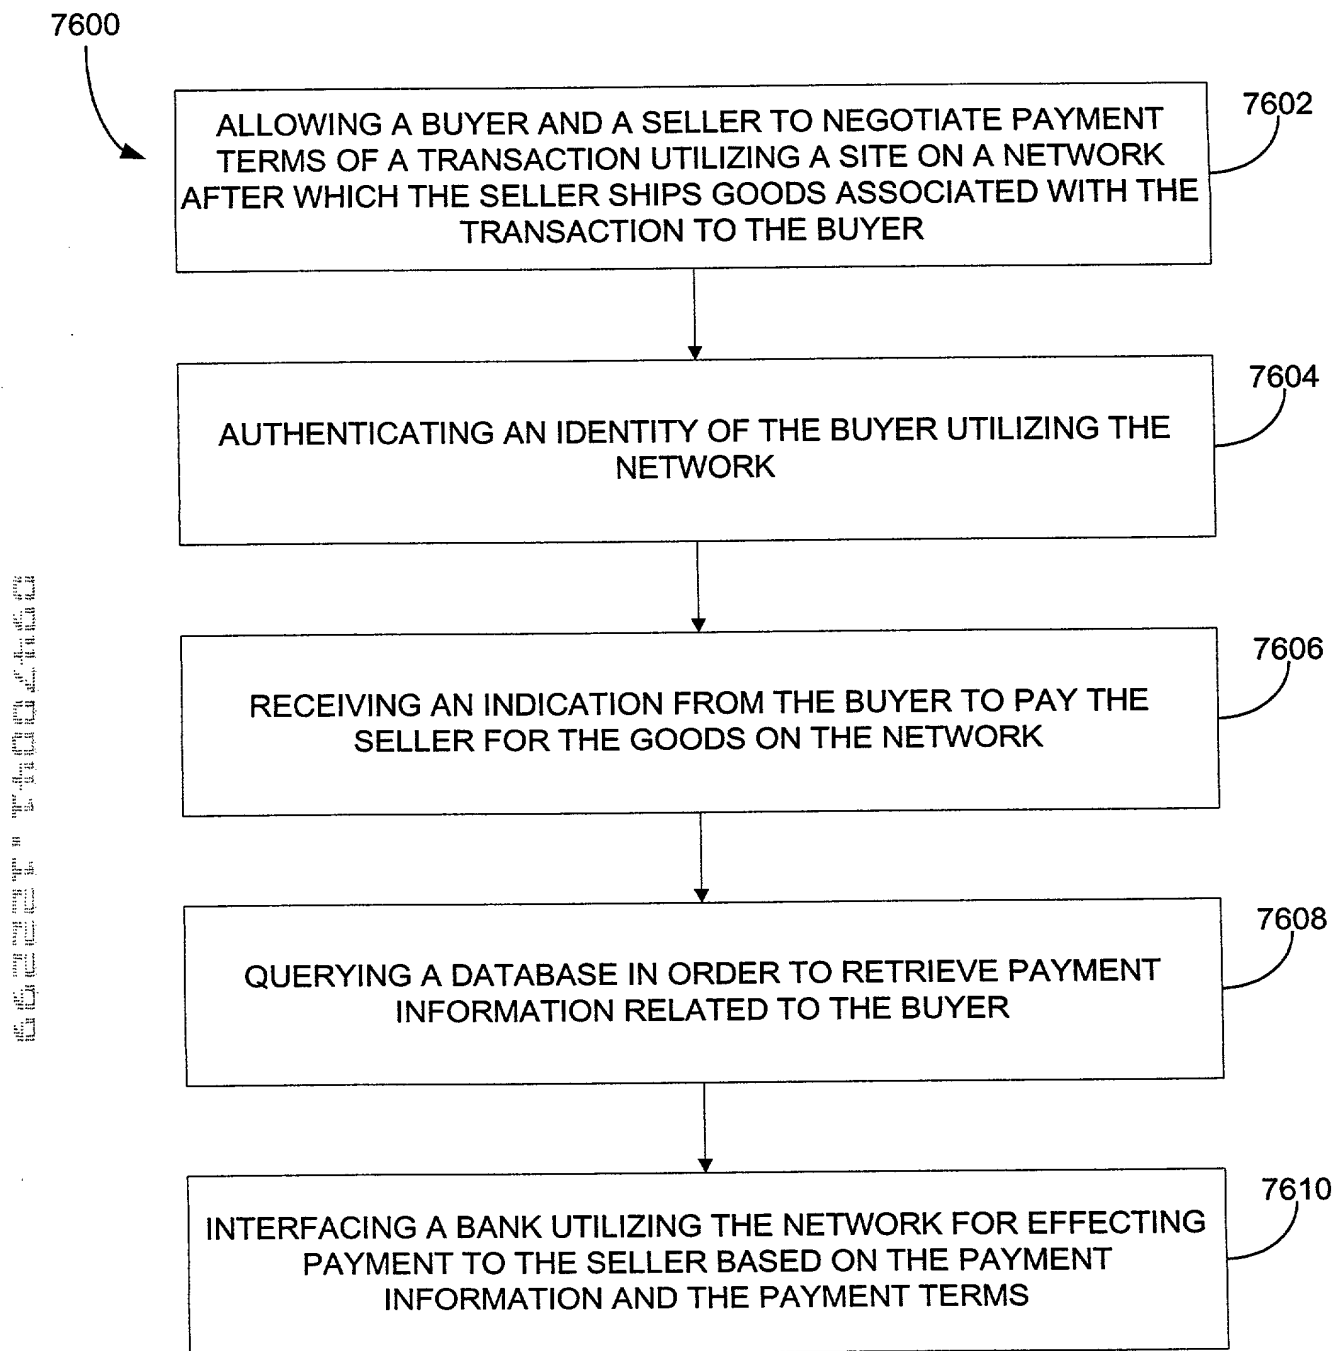 7600
ALLOWING A BUYER AND A SELLER TO NEGOTIATE PAYMENT
TERMS OF A TRANSACTION UTILIZING A SITE ON A NETWORK
AFTER WHICH THE SELLER SHIPS GOODS ASSOCIATED WITH THE
TRANSACTION TO THE BUYER
7602
AUTHENTICATING AN IDENTITY OF THE BUYER UTILIZING THE
NETWORK
7604
RECEIVING AN INDICATION FROM THE BUYER TO PAY THE
SELLER FOR THE GOODS ON THE NETWORK
7606
QUERYING A DATABASE IN ORDER TO RETRIEVE PAYMENT
INFORMATION RELATED TO THE BUYER
7608
INTERFACING A BANK UTILIZING THE NETWORK FOR EFFECTING
PAYMENT TO THE SELLER BASED ON THE PAYMENT
INFORMATION AND THE PAYMENT TERMS
7610